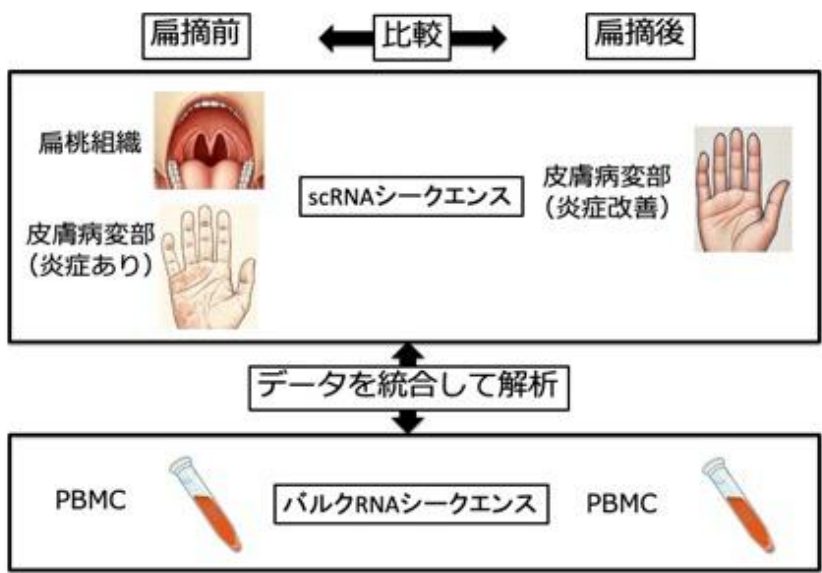 扁摘前
比較
扁摘後
扁桃組織
皮膚病変部
（炎症あり）
scRNAシークエンス
皮膚病変部
（炎症改善）
データを統合して解析
PBMC
バルクRNAシークエンス
PBMC